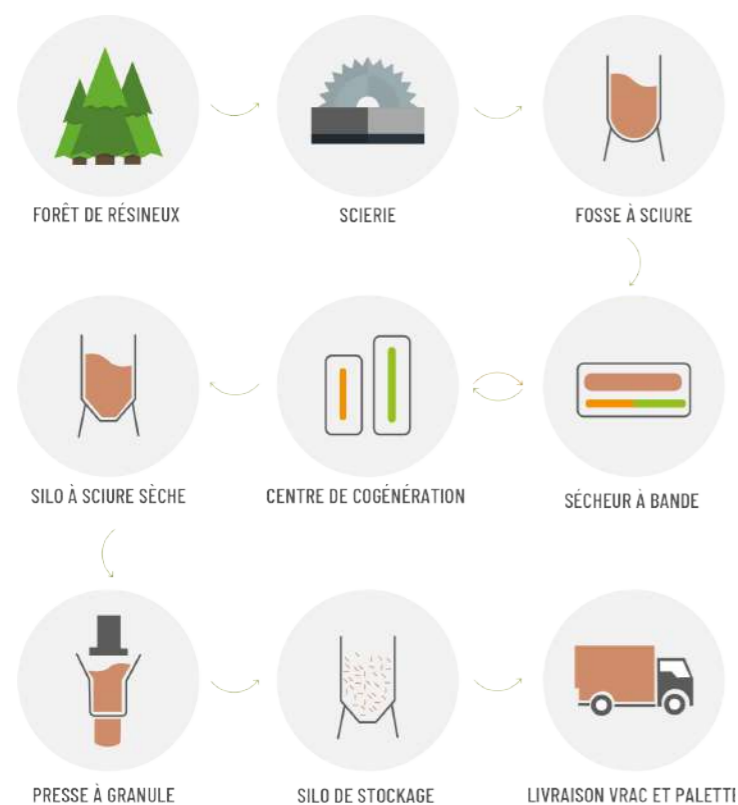 FORÊT DE RÉSINEUX
SCIERIE
FOSSE À SCIURE
SILO À SCIURE SÈCHE
CENTRE DE COGÉNÉRATION
SÉCHEUR À BANDE
PRESSE À GRANULE
SILO DE STOCKAGE
LIVRAISON VRAC ET PALETTE